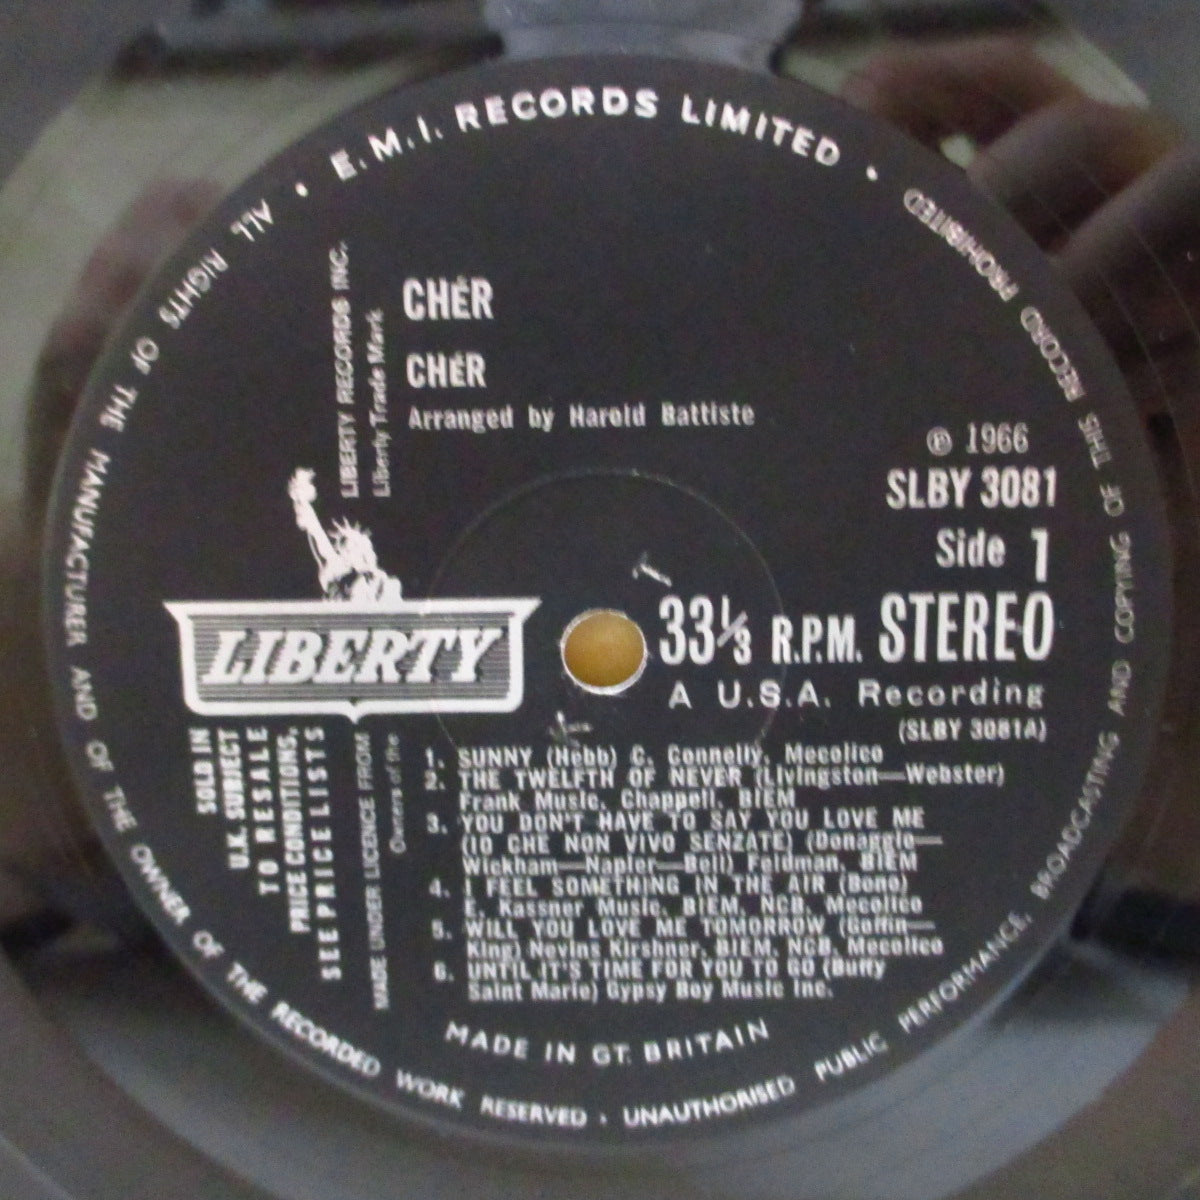 E.M.I. RECORDS LIMITED •
ALL RIGHTS OF THE MANUFACTURER AND OF THE OWNER OF THE RECORDED WORK RESERVED • UNAUTHORISED PUBLIC PERFORMANCE, BROADCASTING AND COPYING OF THIS RECORD PROHIBITED •
LIBERTY RECORDS INC.
Liberty Trade Mark
CHÉR
CHÉR
Arranged by Harold Battiste
℗ 1966
SLBY 3081
Side 1
33⅓ R.P.M. STEREO
A U.S.A. Recording
(SLBY 3081A)
LIBERTY
SOLD IN
U.K. SUBJECT
TO RESALE
PRICE CONDITIONS,
SEE PRICE LISTS
MADE UNDER LICENCE FROM
Owners of the
1. SUNNY (Hebb) C. Connelly, Mecolico
2. THE TWELFTH OF NEVER (Livingston—Webster)
Frank Music, Chappell, BIEM
3. YOU DON'T HAVE TO SAY YOU LOVE ME
(IO CHE NON VIVO SENZATE) (Donaggio—
Wickham—Napier—Bell) Feldman, BIEM
4. I FEEL SOMETHING IN THE AIR (Bono)
E. Kassner Music, BIEM, NCB, Mecolico
5. WILL YOU LOVE ME TOMORROW (Goffin—
King) Nevins Kirshner, BIEM, NCB, Mecolico
6. UNTIL IT'S TIME FOR YOU TO GO (Buffy
Saint Marie) Gypsy Boy Music Inc.
MADE IN GT. BRITAIN